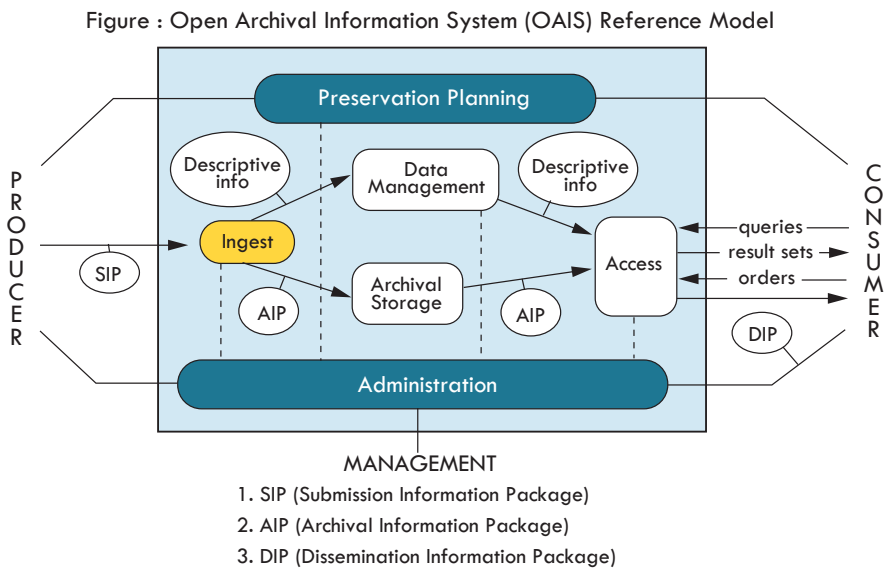 Figure : Open Archival Information System (OAIS) Reference Model
Preservation Planning
Descriptive
info
Data
Management
Descriptive
info
PRODUCER
CONSUMER
Ingest
SIP
AIP
Archival
Storage
AIP
Access
queries
result sets
orders
DIP
Administration
MANAGEMENT
1. SIP (Submission Information Package)
2. AIP (Archival Information Package)
3. DIP (Dissemination Information Package)